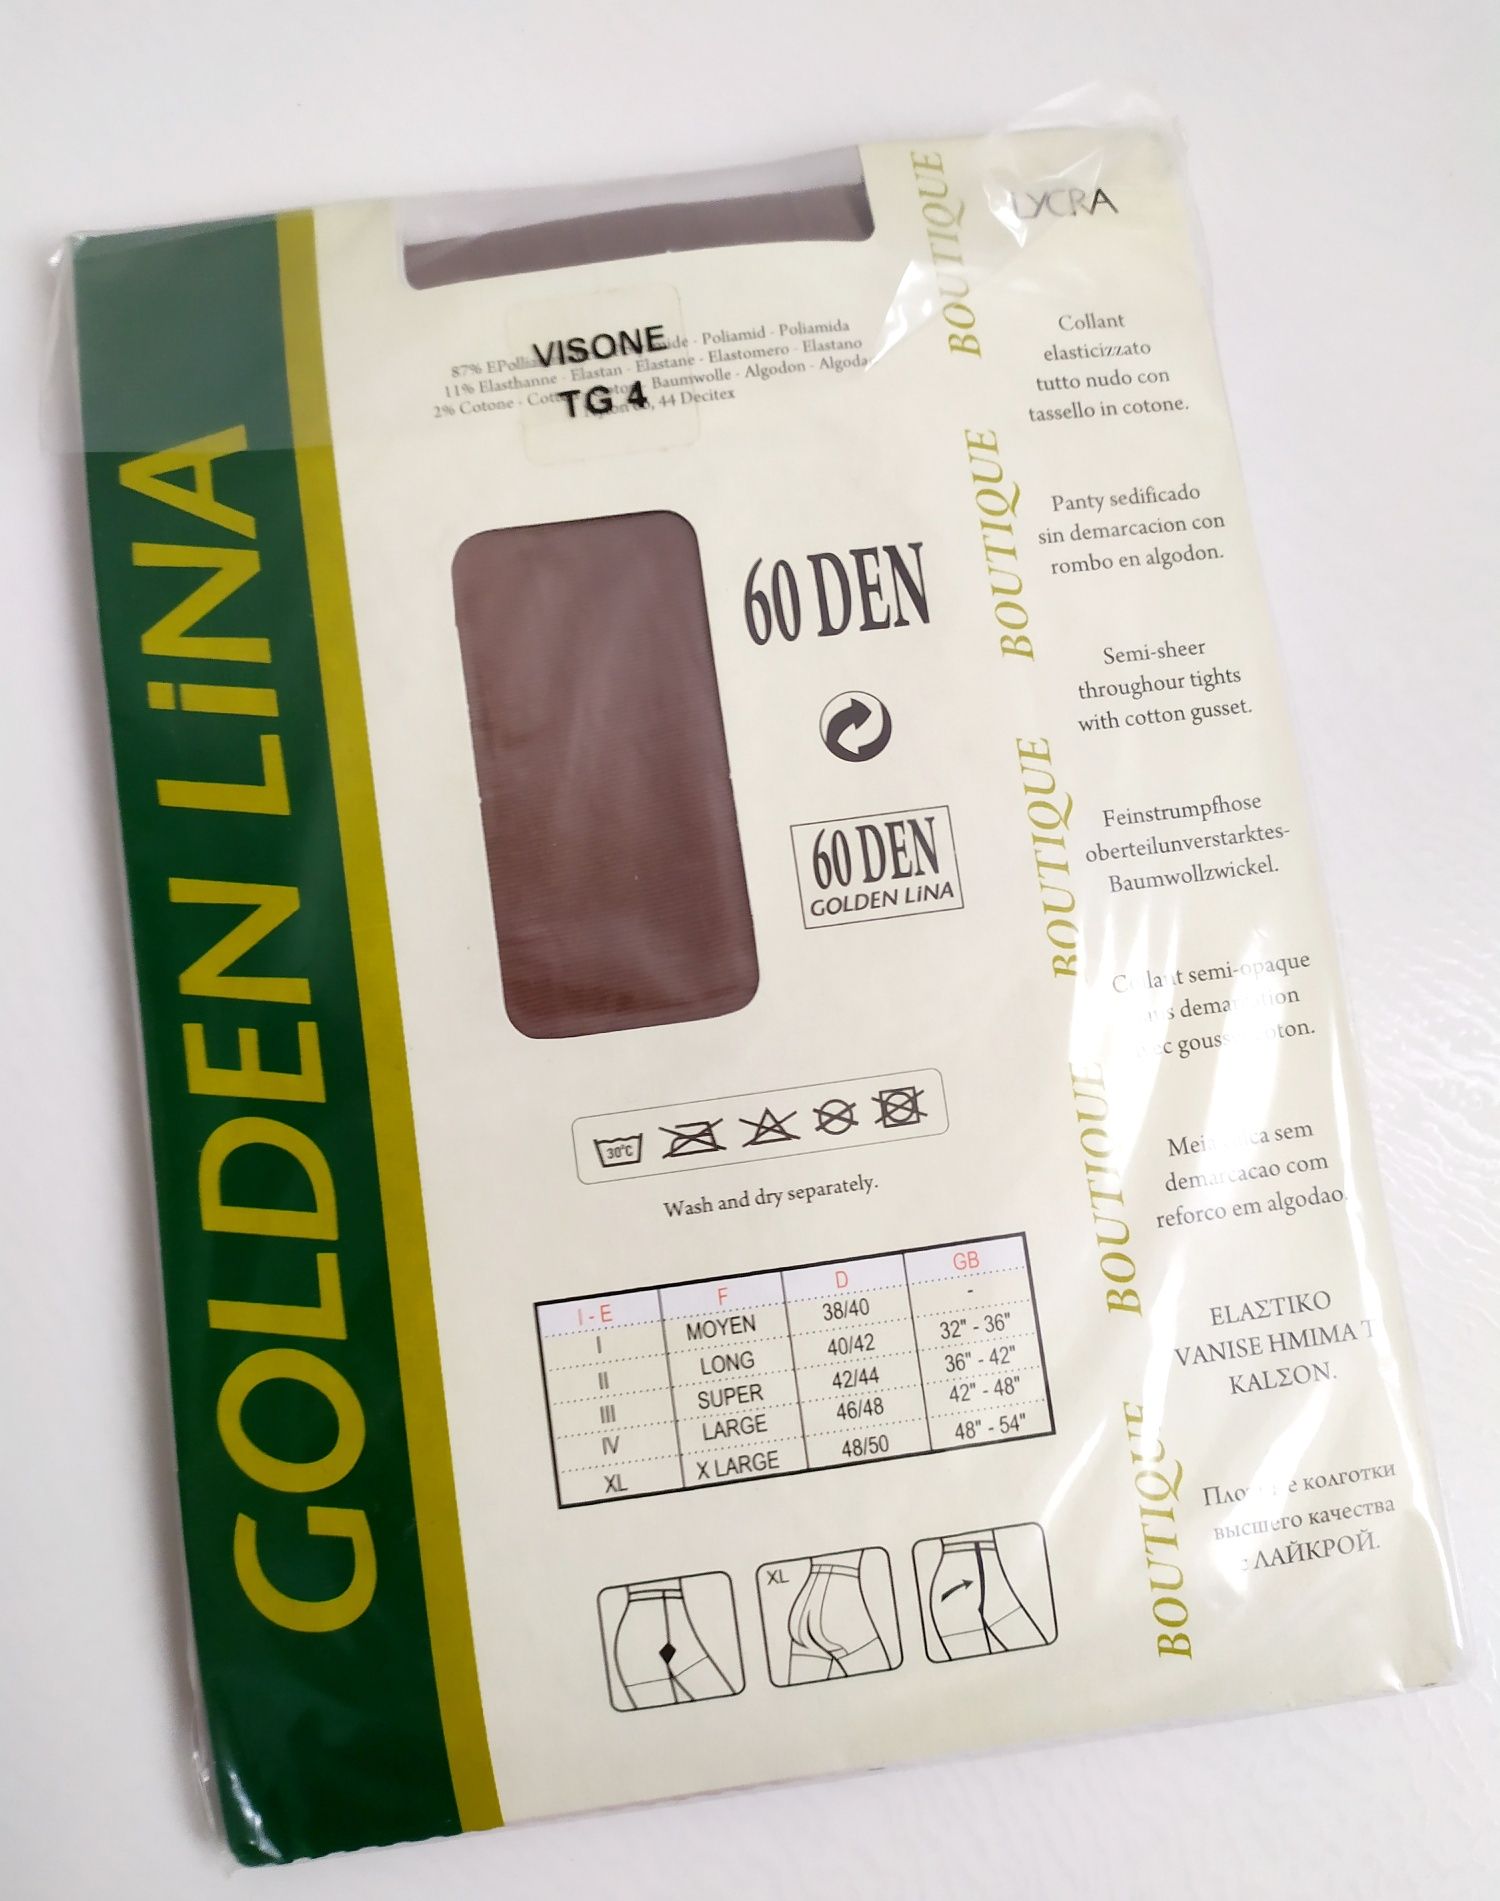 GOLDEN LiNA
LYCRA
VISONE
TG 4
87% · Poliamid · Poliamida
11% Elasthanne · Elastan · Elastane · Elastomero · Elastano
2% Cotone · Baumwolle · Algodon ·
44 Decitex
60 DEN
60 DEN
GOLDEN LiNA
30°C
Wash and dry separately.
I - E F D GB
I MOYEN 38/40 -
II LONG 40/42 32" - 36"
III SUPER 42/44 36" - 42"
IV LARGE 46/48 42" - 48"
XL X LARGE 48/50 48" - 54"
XL
BOUTIQUE
BOUTIQUE
BOUTIQUE
BOUTIQUE
BOUTIQUE
Collant
elasticizzato
tutto nudo con
tassello in cotone.
Panty sedificado
sin demarcacion con
rombo en algodon.
Semi-sheer
throughour tights
with cotton gusset.
Feinstrumpfhose
oberteilunverstarktes-
Baumwollzwickel.
Collant semi-opaque
sem
demarcacao com
reforco em algodao.
ELAΣTIKO
VANISE HMIMA
KALΣON.
колготки
высшего качества
с ЛАЙКРОЙ.